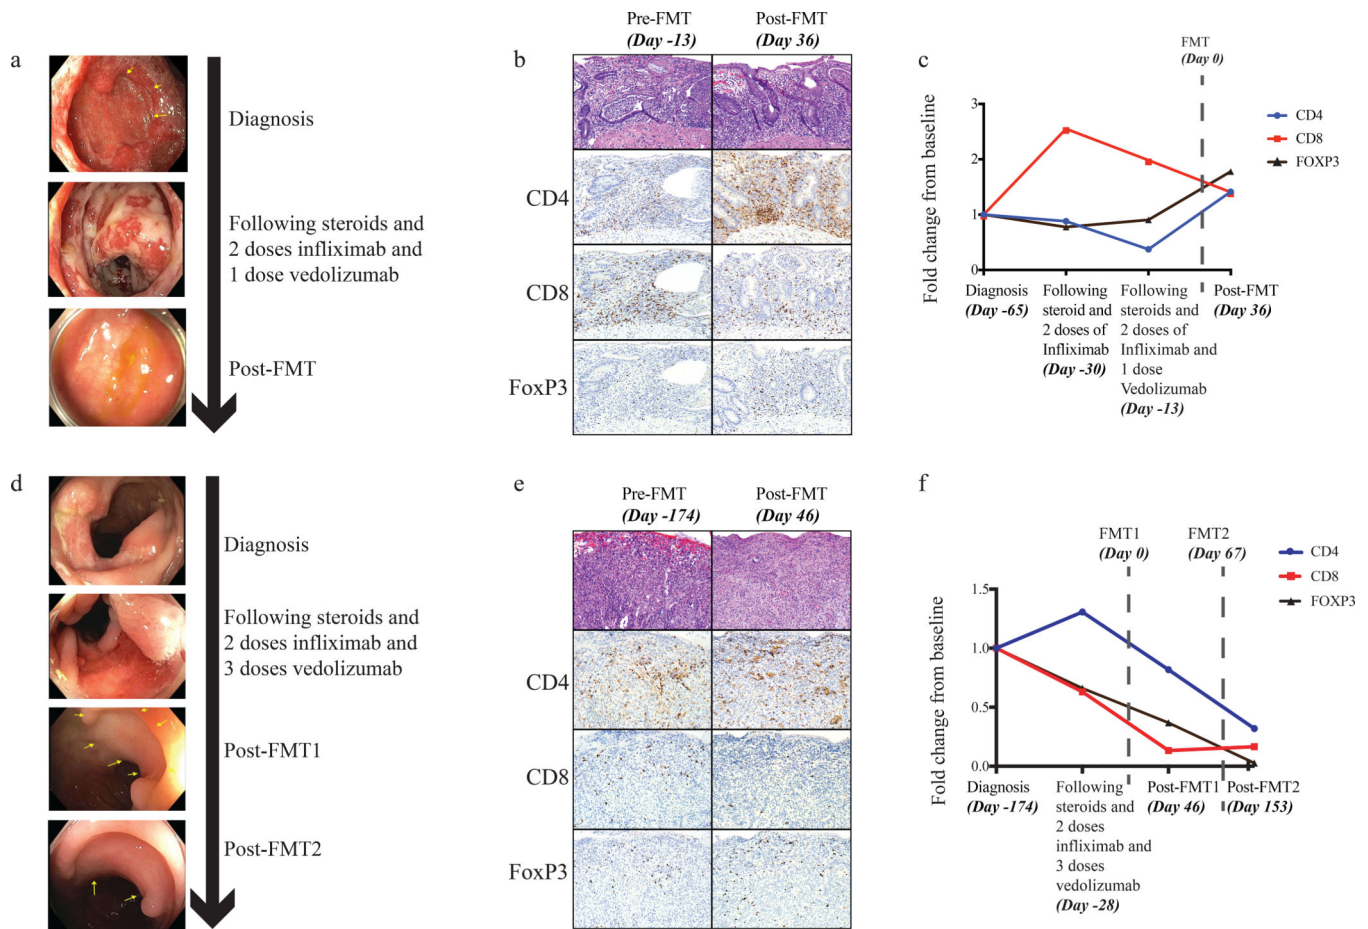 a
Diagnosis
Following steroids and
2 doses infliximab and
1 dose vedolizumab
Post-FMT
b
Pre-FMT
(Day -13)
Post-FMT
(Day 36)
CD4
CD8
FoxP3
c
FMT
(Day 0)
CD4
CD8
FOXP3
Fold change from baseline
3
2
1
0
Diagnosis
(Day -65)
Following
steroid and
2 doses of
Infliximab
(Day -30)
Following
steroids and
2 doses of
Infliximab and
1 dose
Vedolizumab
(Day -13)
Post-FMT
(Day 36)
d
Diagnosis
Following steroids and
2 doses infliximab and
3 doses vedolizumab
Post-FMT1
Post-FMT2
e
Pre-FMT
(Day -174)
Post-FMT
(Day 46)
CD4
CD8
FoxP3
f
FMT1
(Day 0)
FMT2
(Day 67)
CD4
CD8
FOXP3
Fold change from baseline
1.5
1.0
0.5
0.0
Diagnosis
(Day -174)
Following
steroids and
2 doses
infliximab and
3 doses
vedolizumab
(Day -28)
Post-FMT1
(Day 46)
Post-FMT2
(Day 153)